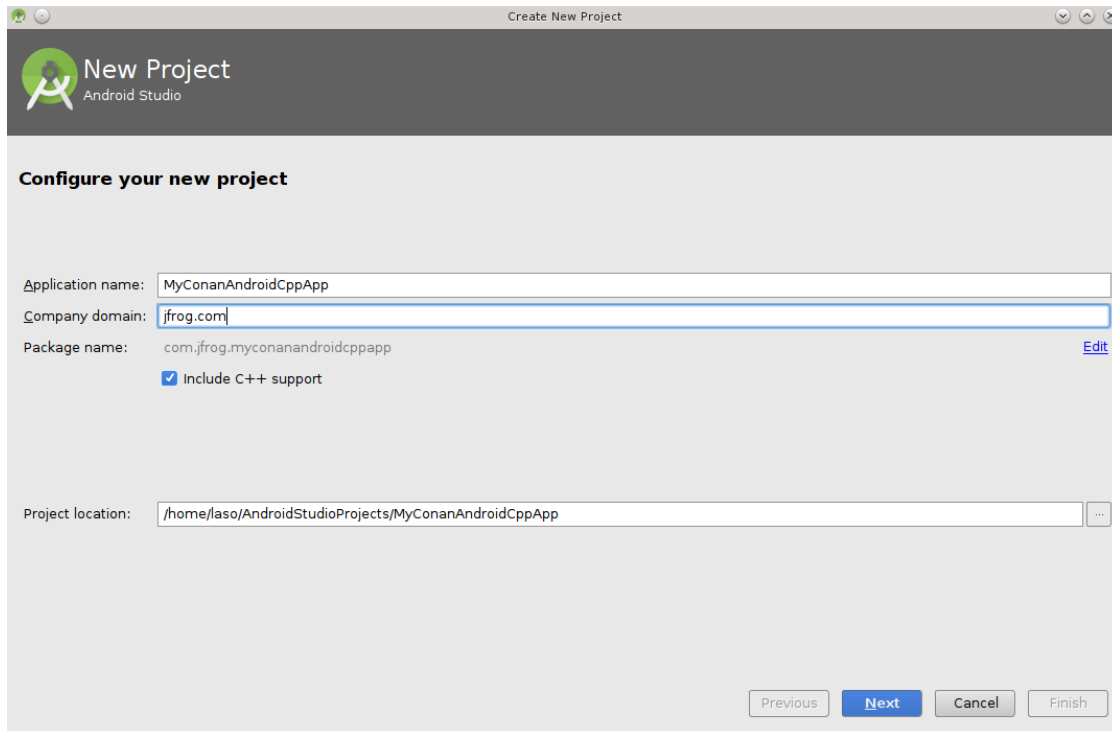 Create New Project
New Project
Android Studio
Configure your new project
Application name: MyConanAndroidCppApp
Company domain: jfrog.com
Package name: com.jfrog.myconanandroidcppapp Edit
Include C++ support
Project location: /home/laso/AndroidStudioProjects/MyConanAndroidCppApp ...
Previous Next Cancel Finish